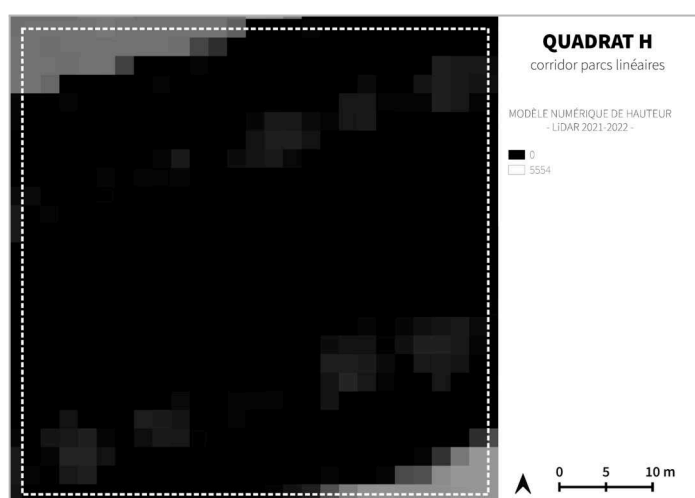 QUADRAT H
corridor parcs linéaires
MODÈLE NUMÉRIQUE DE HAUTEUR
- LiDAR 2021-2022 -
0
5554
0 5 10 m